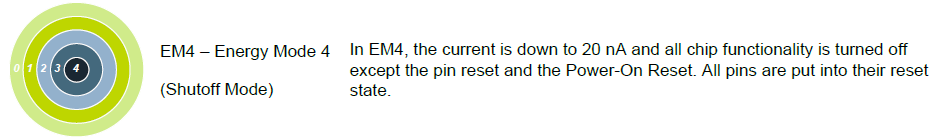 0 1 2 3 4
EM4 – Energy Mode 4
(Shutoff Mode)
In EM4, the current is down to 20 nA and all chip functionality is turned off
except the pin reset and the Power-On Reset. All pins are put into their reset
state.